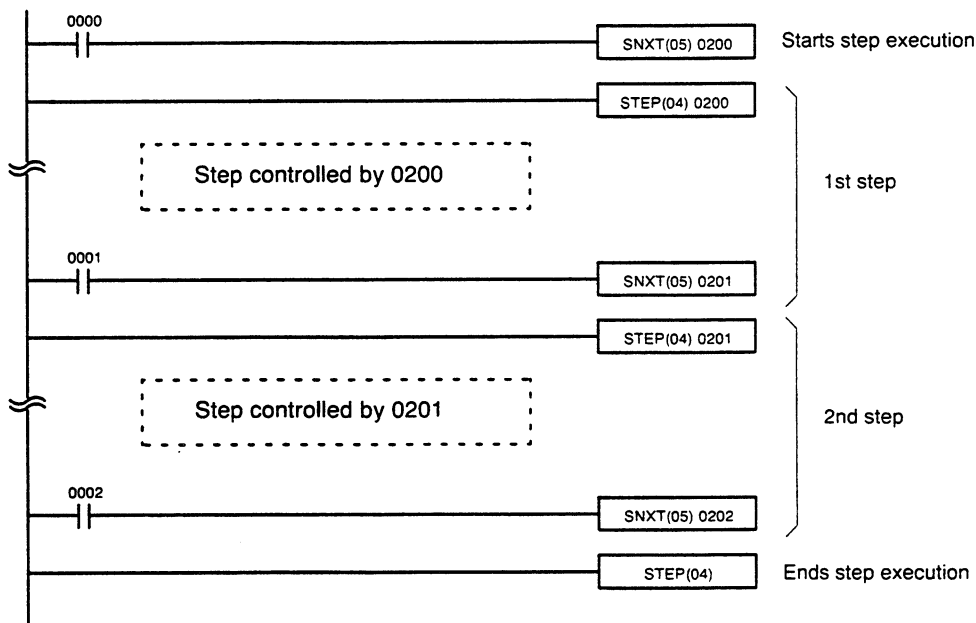 0000
SNXT(05) 0200
Starts step execution
STEP(04) 0200
Step controlled by 0200
1st step
0001
SNXT(05) 0201
STEP(04) 0201
Step controlled by 0201
2nd step
0002
SNXT(05) 0202
STEP(04)
Ends step execution